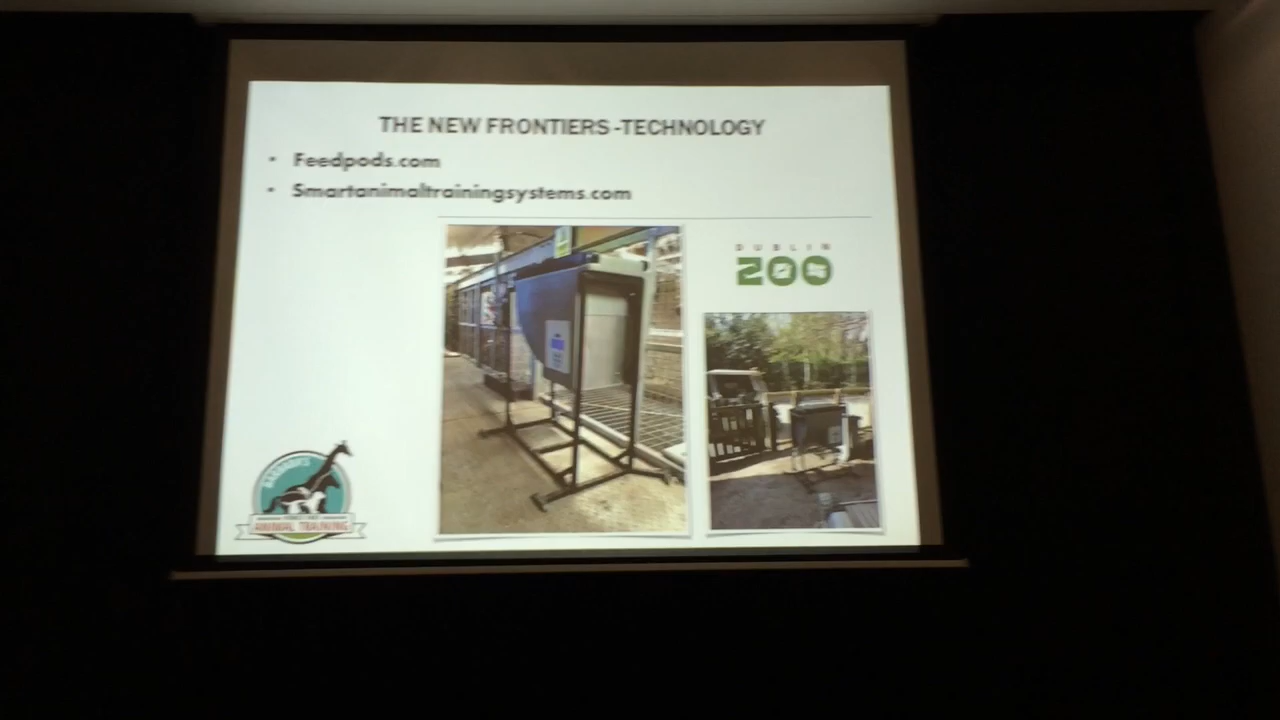 THE NEW FRONTIERS -TECHNOLOGY
• Feedpods.com
• Smartanimaltrainingsystems.com
DUBLIN
ZOO
ANIMAL TRAINING